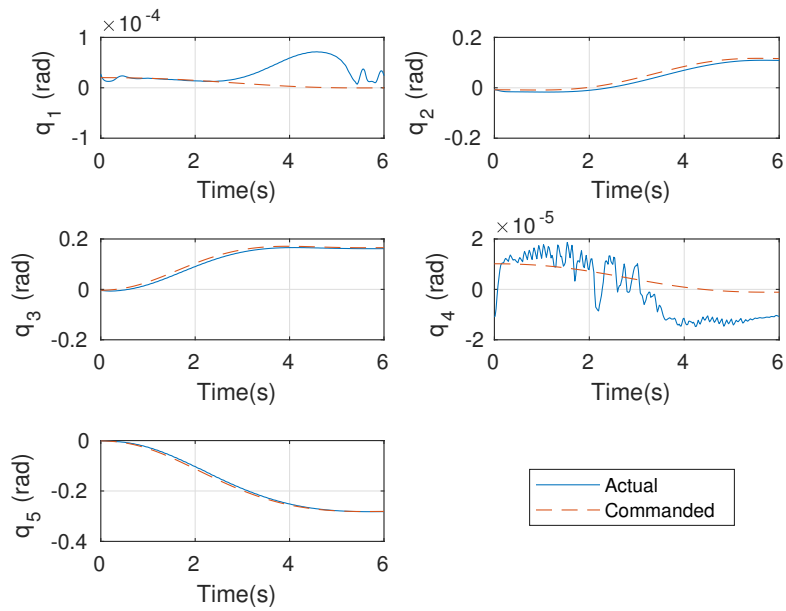 × 10⁻⁴
1
0
-1
q₁ (rad)
0 2 4 6
Time(s)
0.2
0
-0.2
q₂ (rad)
0 2 4 6
Time(s)
0.2
0
-0.2
q₃ (rad)
0 2 4 6
Time(s)
× 10⁻⁵
2
0
-2
q₄ (rad)
0 2 4 6
Time(s)
0
-0.2
-0.4
q₅ (rad)
0 2 4 6
Time(s)
Actual
Commanded